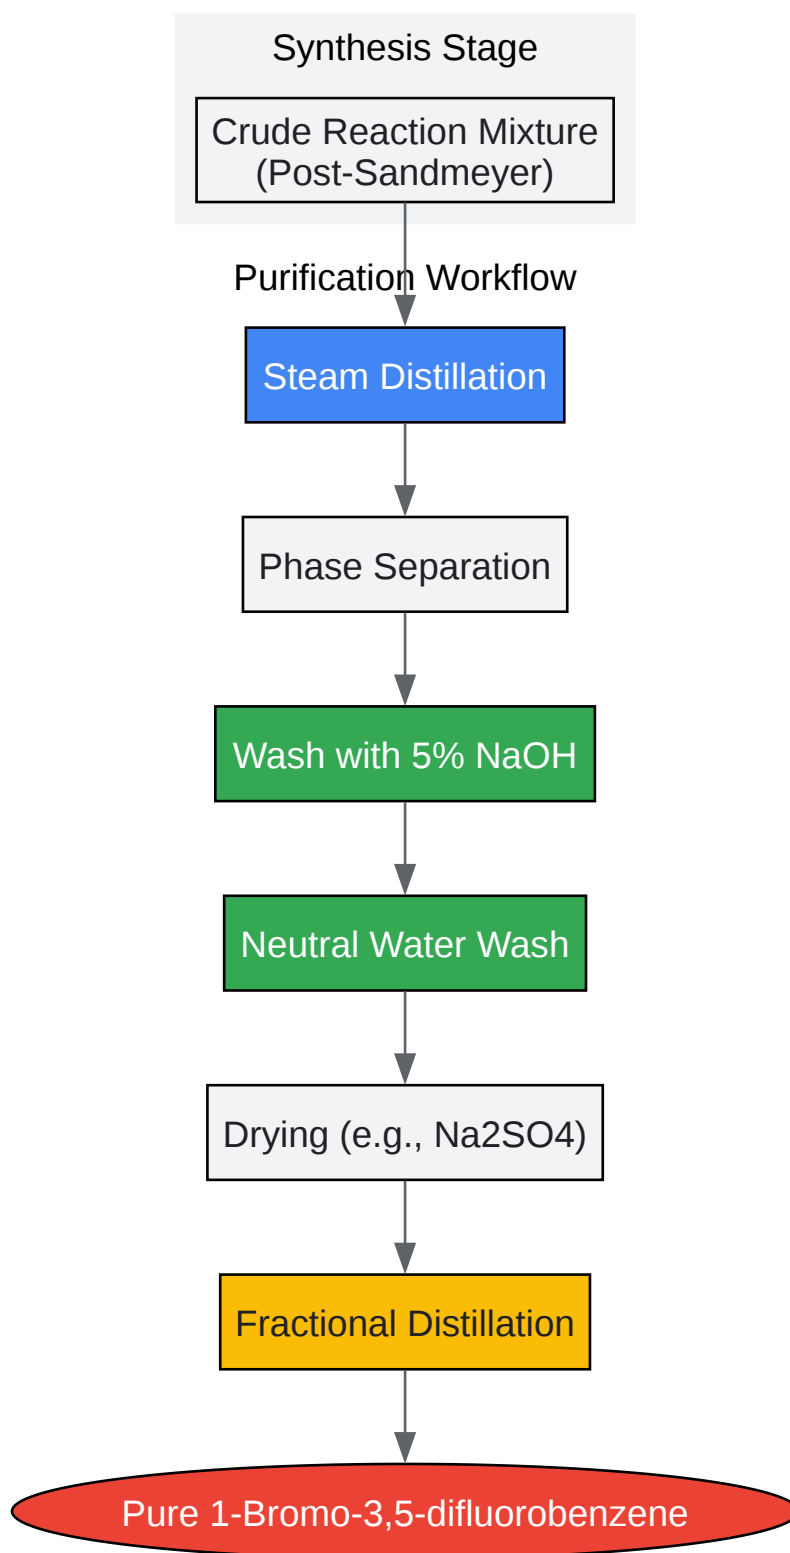 Synthesis Stage
Crude Reaction Mixture
(Post-Sandmeyer)
Purification Workflow
Steam Distillation
Phase Separation
Wash with 5% NaOH
Neutral Water Wash
Drying (e.g., Na2SO4)
Fractional Distillation
Pure 1-Bromo-3,5-difluorobenzene